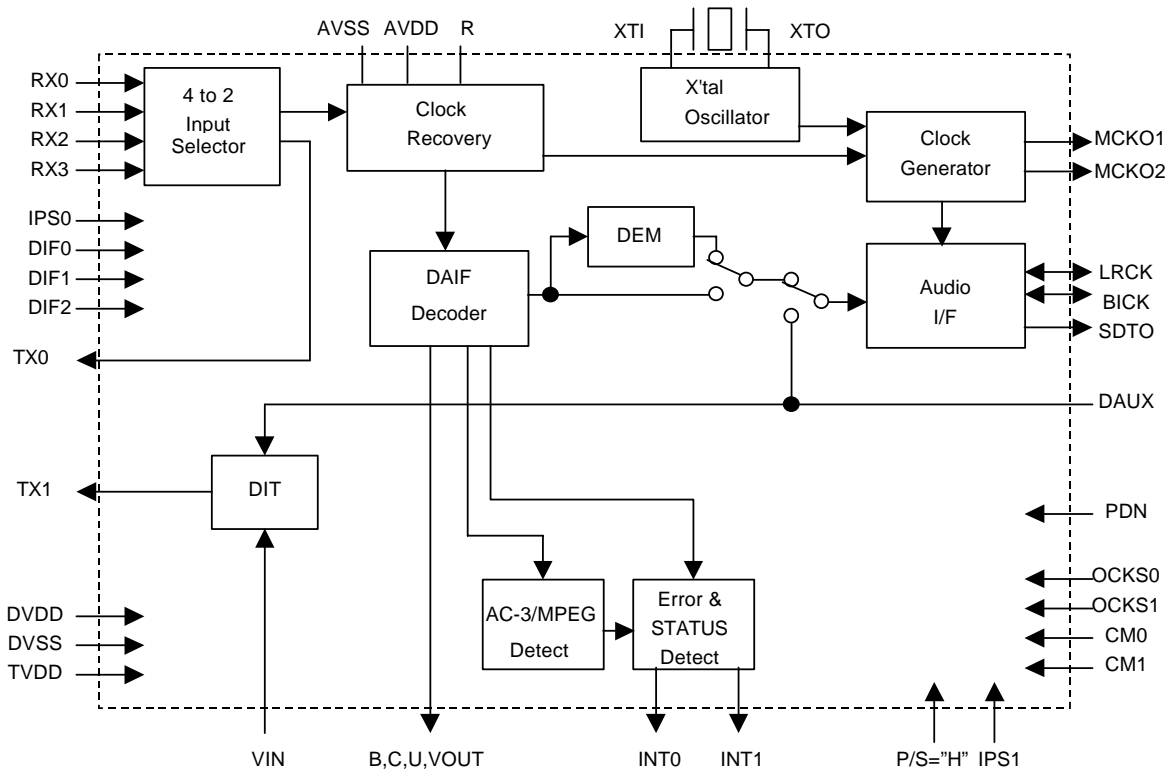 AVSS AVDD R
XTI XTO
RX0
RX1
RX2
RX3
4 to 2
Input
Selector
Clock
Recovery
X'tal
Oscillator
Clock
Generator
MCKO1
MCKO2
IPS0
DIF0
DIF1
DIF2
DAIF
Decoder
DEM
Audio
I/F
LRCK
BICK
SDTO
TX0
DAUX
TX1
DIT
PDN
AC-3/MPEG
Detect
Error &
STATUS
Detect
OCKS0
OCKS1
CM0
CM1
DVDD
DVSS
TVDD
VIN
B,C,U,VOUT
INT0
INT1
P/S=”H”
IPS1